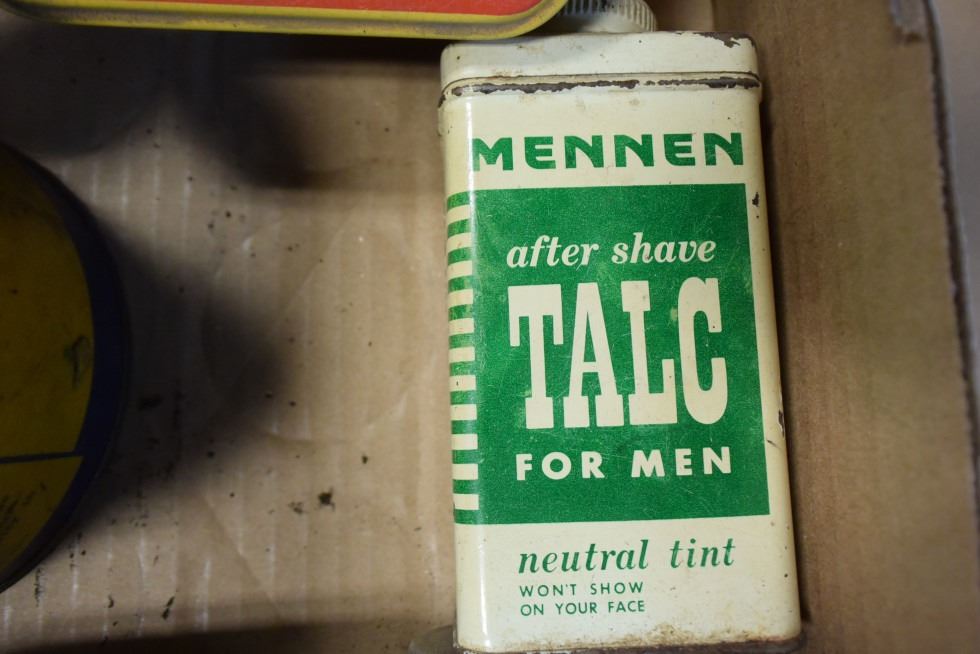 MENNEN
after shave
TALC
FOR MEN
neutral tint
WON'T SHOW
ON YOUR FACE